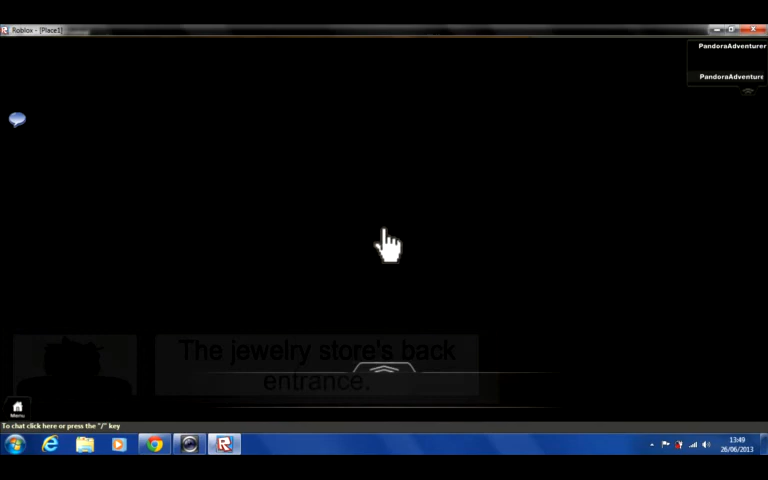 Roblox - [Place1]
PandoraAdventurer
PandoraAdventure
The jewelry store's back
entrance.
Menu
To chat click here or press the "/" key
13:49
26/06/2013